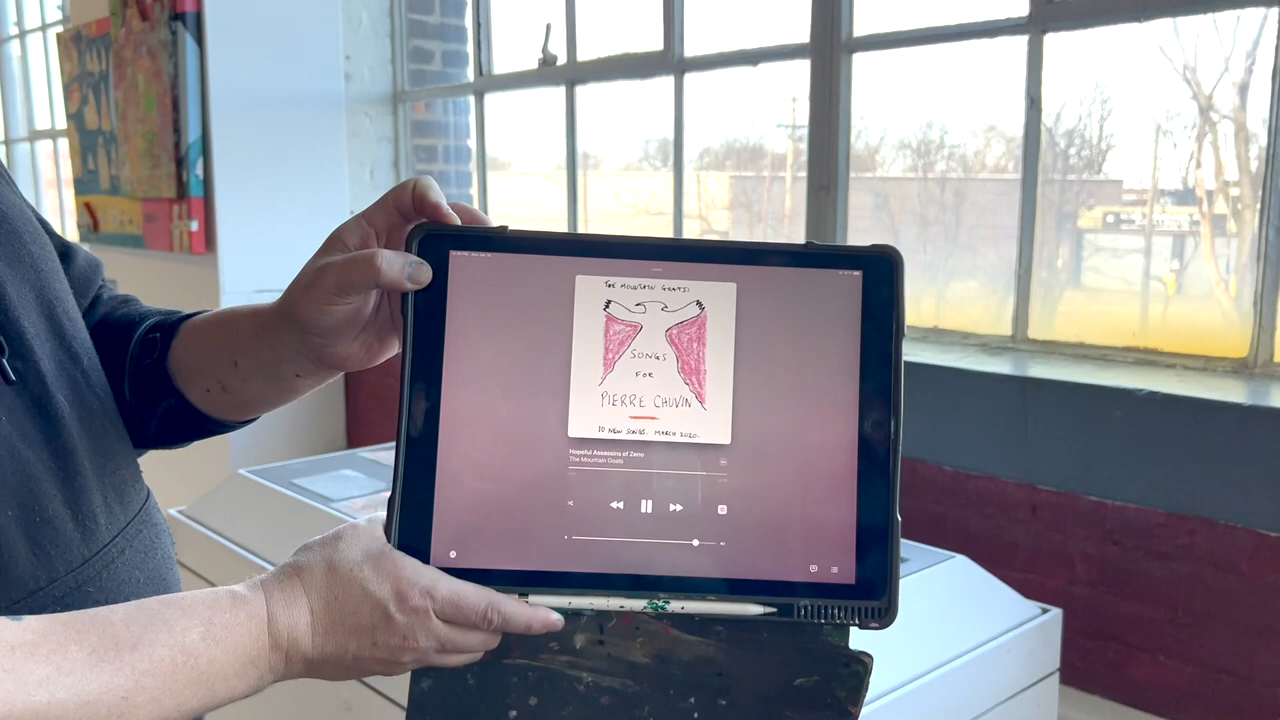 THE MOUNTAIN GOATS:
SONGS
FOR
PIERRE CHUVIN
10 NEW SONGS. MARCH 2020.
Hopeful Assassins of Zeno
The Mountain Goats